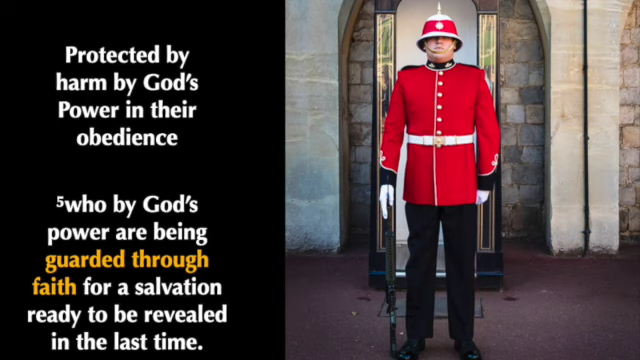 Protected by
harm by God's
Power in their
obedience
⁵who by God's
power are being
guarded through
faith for a salvation
ready to be revealed
in the last time.